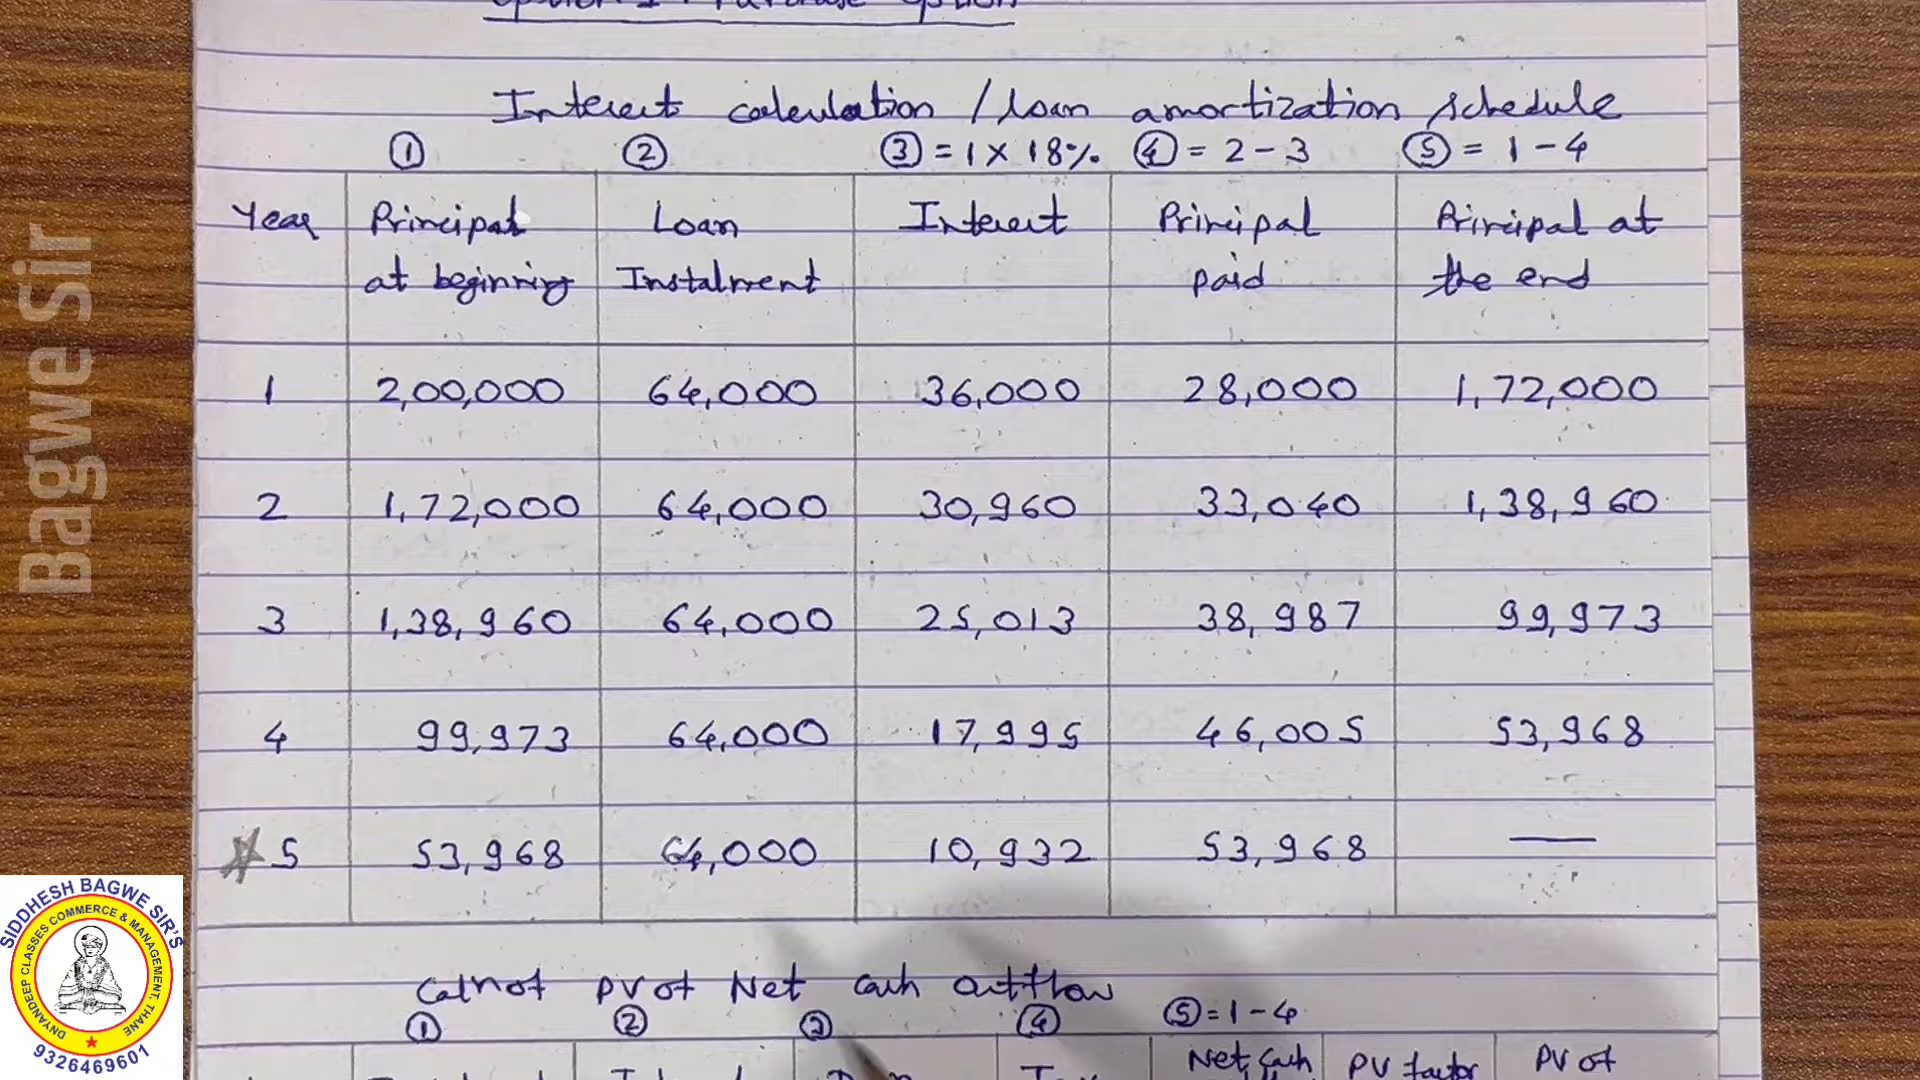 Option I : Purchase Option
Interest calculation / Loan amortization schedule
① ② ③ = 1 × 18% ④ = 2 - 3 ⑤ = 1 - 4
Year Principal at beginning Loan Instalment Interest Principal paid Principal at the end
1 2,00,000 64,000 36,000 28,000 1,72,000
2 1,72,000 64,000 30,960 33,040 1,38,960
3 1,38,960 64,000 25,013 38,987 99,973
4 99,973 64,000 17,995 46,005 53,968
* 5 53,968 64,000 10,932 53,968 —
Caln of PV of Net Cash Outflow
① ② ③ ④ ⑤ = 1 - 4
Net Cash PV factor PV of
Bagwe Sir
SIDDHESH BAGWE SIR'S
DNYANDEEP CLASSES COMMERCE & MANAGEMENT, THANE
9326469601